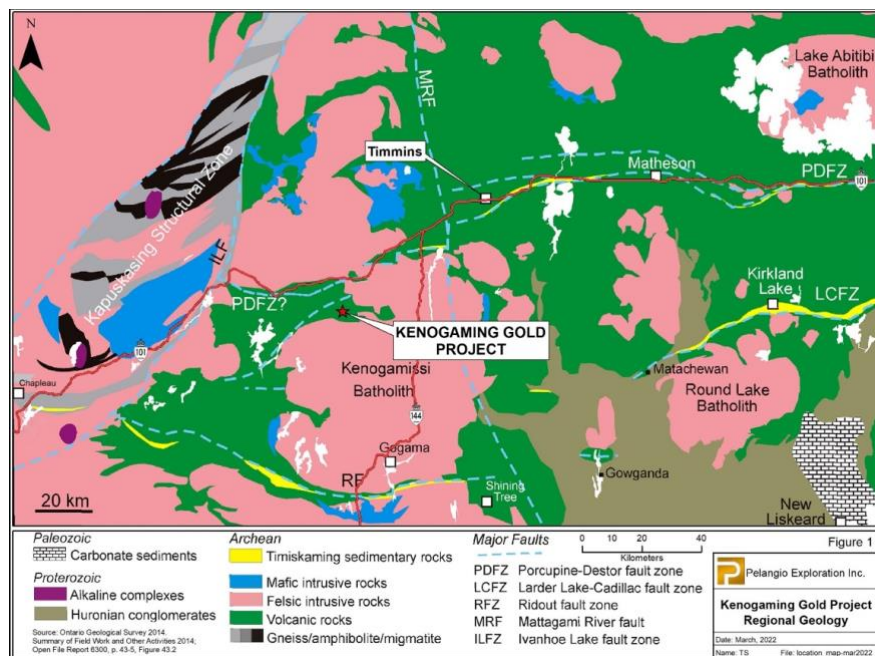 N
Lake Abitibi
Batholith
MRF
Timmins
Matheson
PDFZ
101
Kapuskasing Structural Zone
ILF
Kirkland
Lake
LCFZ
PDFZ?
KENOGAMING GOLD
PROJECT
Kenogamissi
Batholith
101
Matachewan
Round Lake
Batholith
Chapleau
144
Gogama
Gowganda
RF
Shining
Tree
New
Liskeard
20 km
Paleozoic
Carbonate sediments
Proterozoic
Alkaline complexes
Huronian conglomerates
Source: Ontario Geological Survey 2014.
Summary of Field Work and Other Activities 2014;
Open File Report 6300, p. 43-5, Figure 43.2
Archean
Timiskaming sedimentary rocks
Mafic intrusive rocks
Felsic intrusive rocks
Volcanic rocks
Gneiss/amphibolite/migmatite
Major Faults
0 20 40
Kilometers
PDFZ Porcupine-Destor fault zone
LCFZ Larder Lake-Cadillac fault zone
RFZ Ridout fault zone
MRF Mattagami River fault
ILFZ Ivanhoe Lake fault zone
Figure 1
Pelangio Exploration Inc.
Kenogaming Gold Project
Regional Geology
Date: March, 2022
Name: TS File: location_map-mar2022